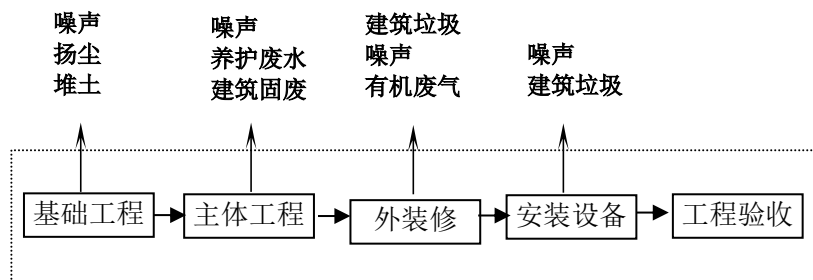 噪声
扬尘
堆土
噪声
养护废水
建筑固废
建筑垃圾
噪声
有机废气
噪声
建筑垃圾
基础工程
主体工程
外装修
安装设备
工程验收